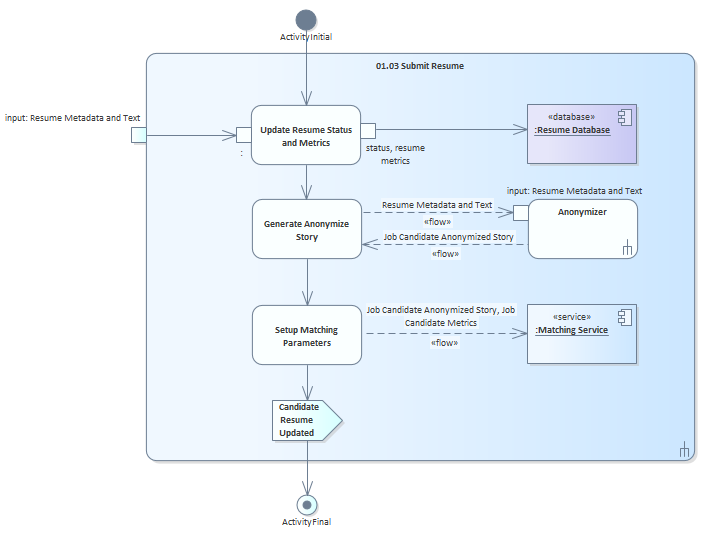 ActivityInitial
01.03 Submit Resume
input: Resume Metadata and Text
Update Resume Status
and Metrics
:
status, resume
metrics
«database»
:Resume Database
Generate Anonymize
Story
Resume Metadata and Text
«flow»
Job Candidate Anonymized Story
«flow»
input: Resume Metadata and Text
Anonymizer
Setup Matching
Parameters
Job Candidate Anonymized Story, Job
Candidate Metrics
«flow»
«service»
:Matching Service
Candidate
Resume
Updated
ActivityFinal